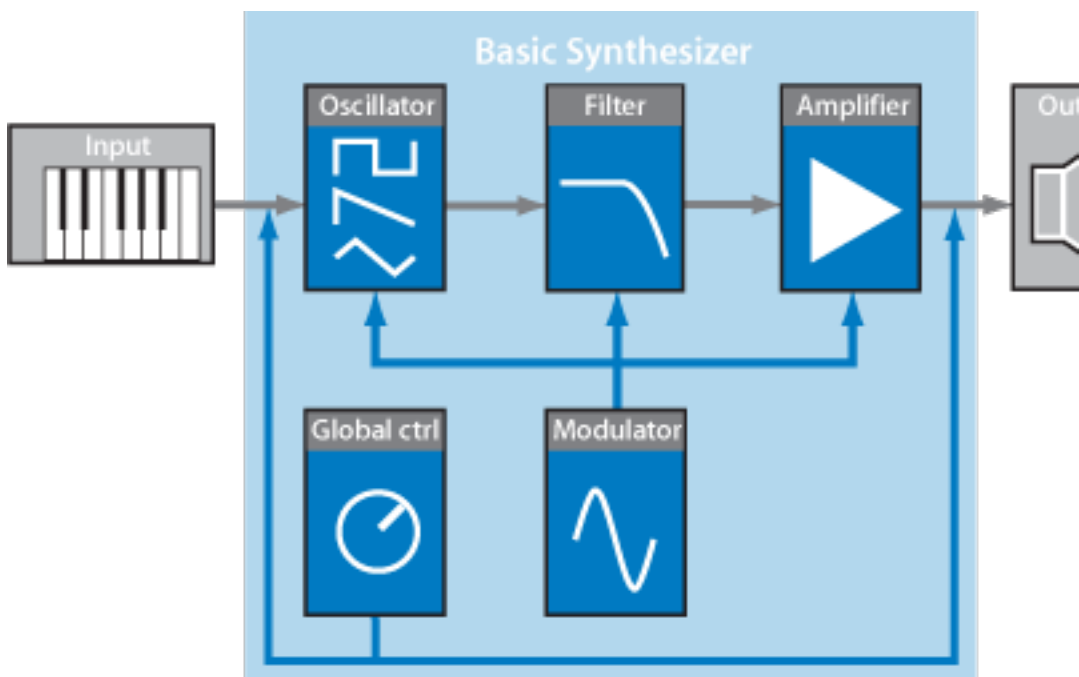 Basic Synthesizer
Input
Oscillator
Filter
Amplifier
Global ctrl
Modulator